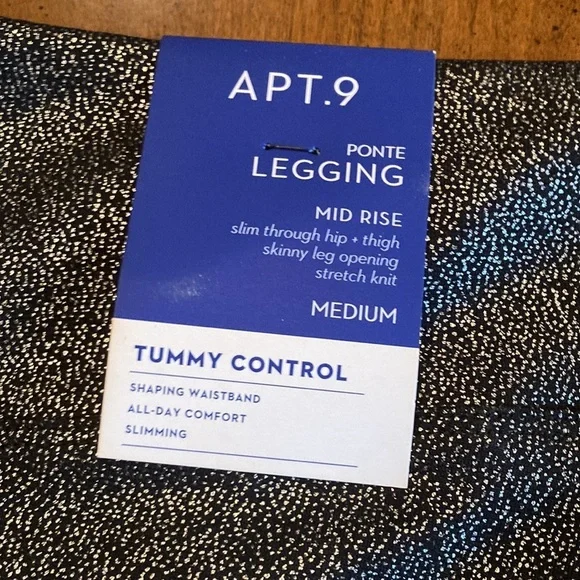 APT.9
PONTE
LEGGING
MID RISE
slim through hip + thigh
skinny leg opening
stretch knit
MEDIUM
TUMMY CONTROL
SHAPING WAISTBAND
ALL-DAY COMFORT
SLIMMING